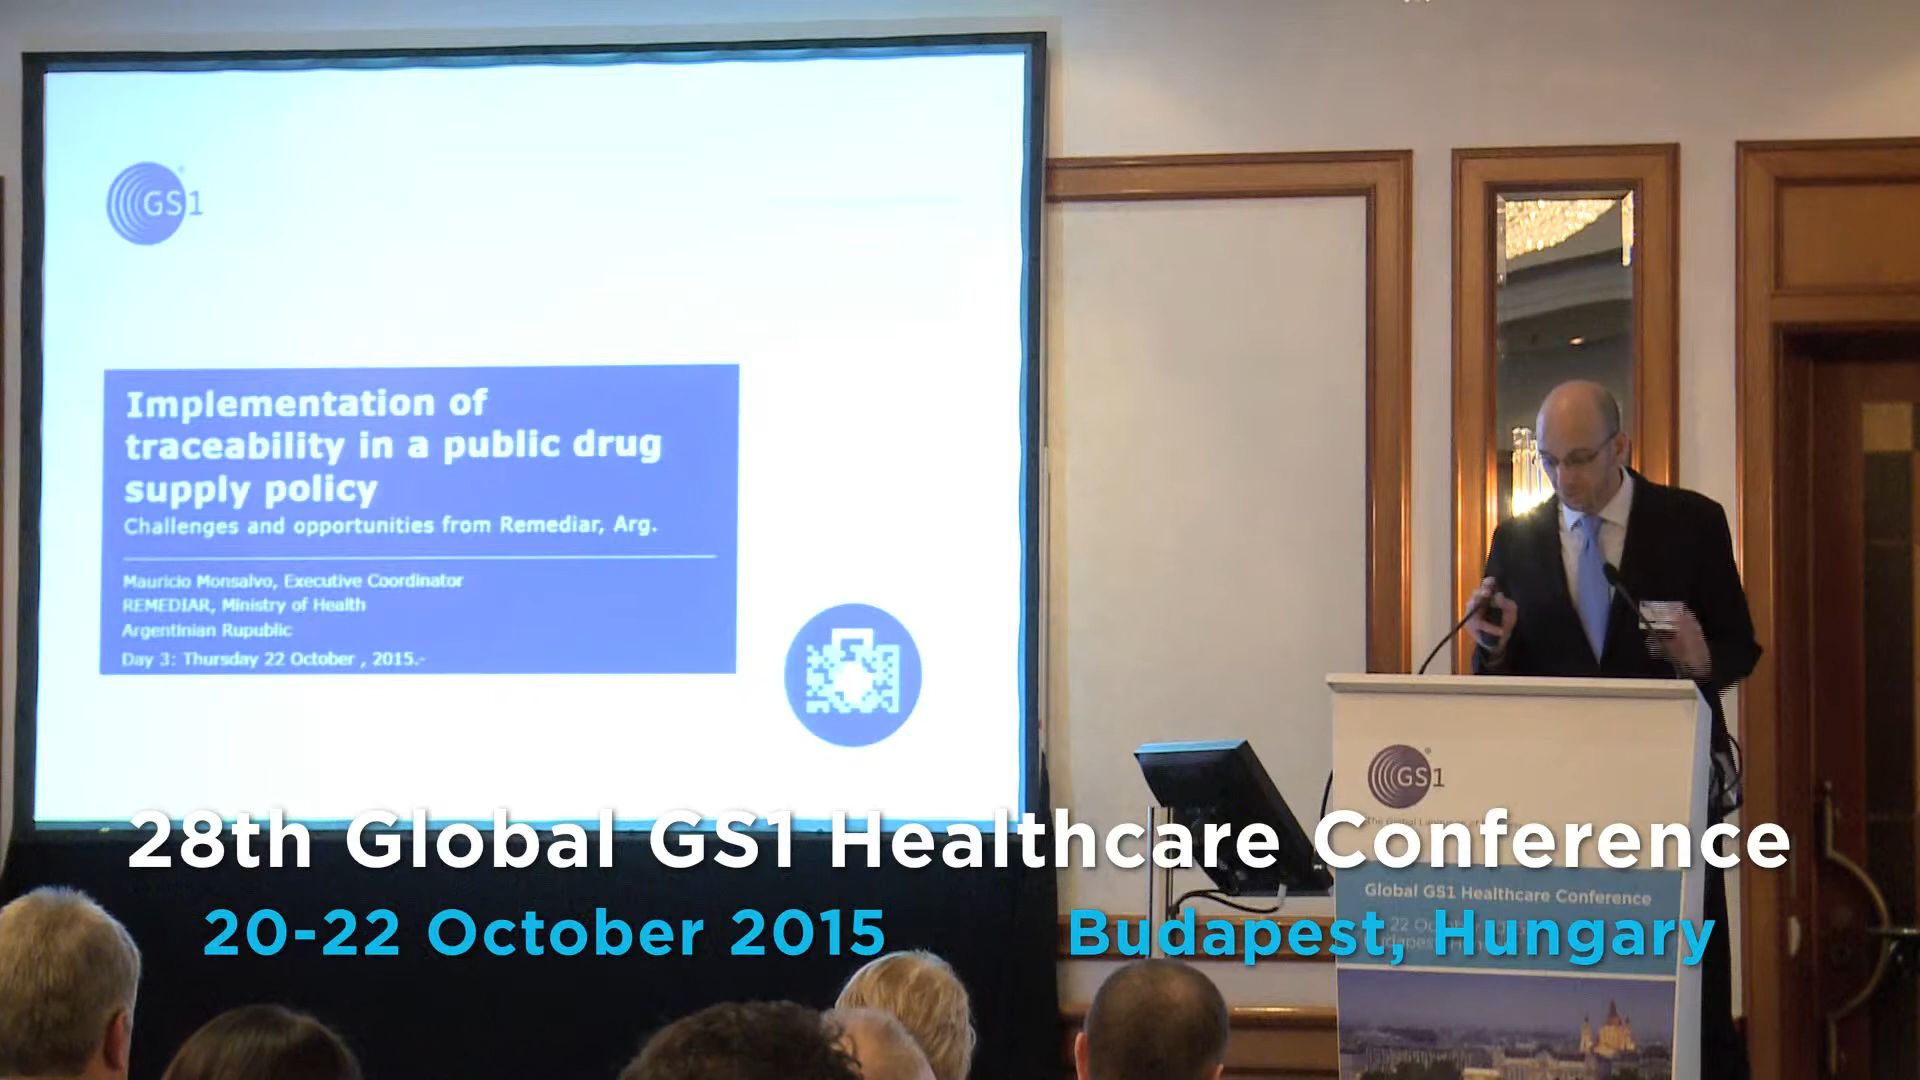 GS1
Implementation of
traceability in a public drug
supply policy
Challenges and opportunities from Remediar, Arg.
Mauricio Monsalvo, Executive Coordinator
REMEDIAR, Ministry of Health
Argentinian Rupublic
Day 3: Thursday 22 October , 2015.-
GS1
28th Global GS1 Healthcare Conference
Global GS1 Healthcare Conference
20-22 October 2015
Budapest, Hungary